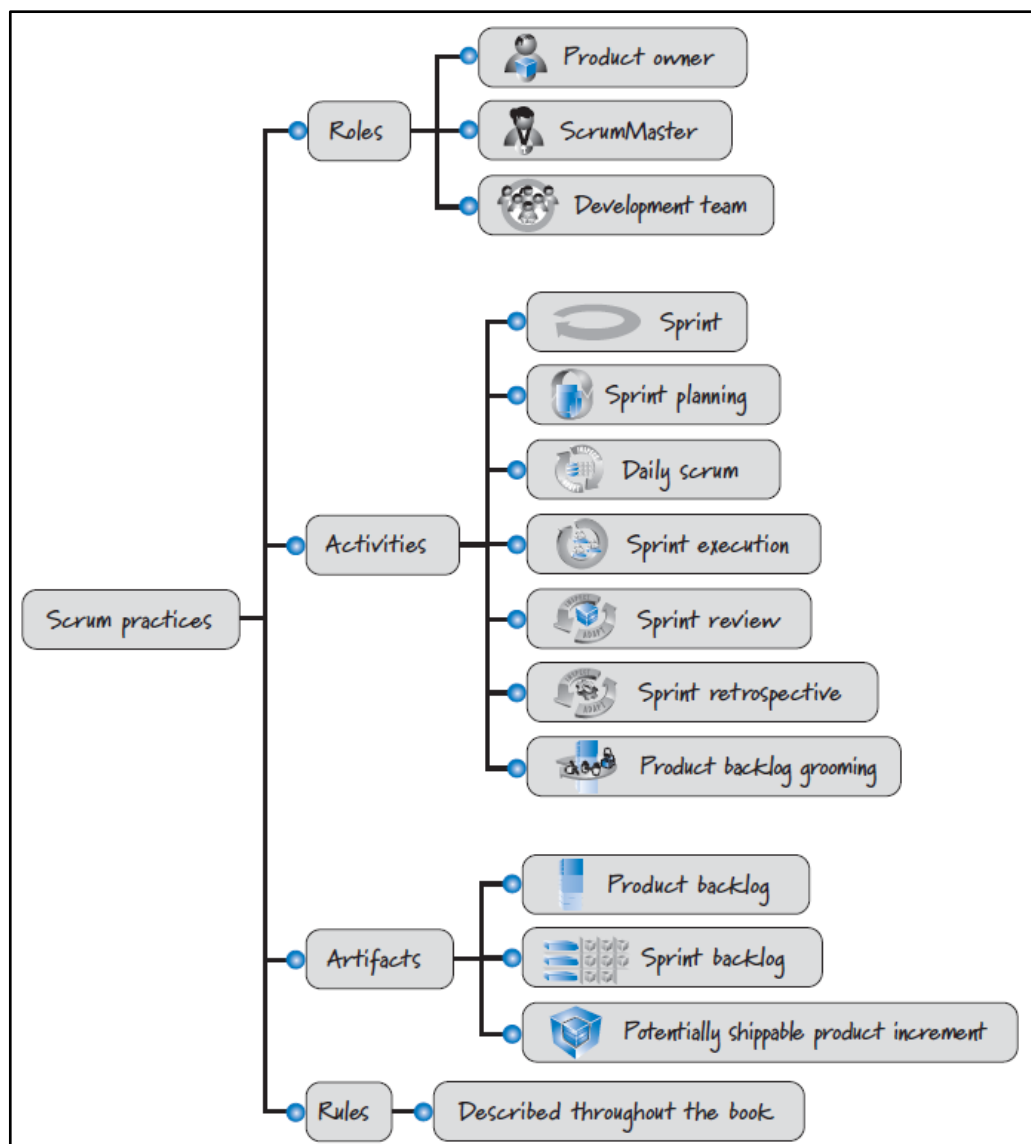 Scrum practices
Roles
Product owner
ScrumMaster
Development team
Activities
Sprint
Sprint planning
Daily scrum
Sprint execution
Sprint review
Sprint retrospective
Product backlog grooming
Artifacts
Product backlog
Sprint backlog
Potentially shippable product increment
Rules
Described throughout the book